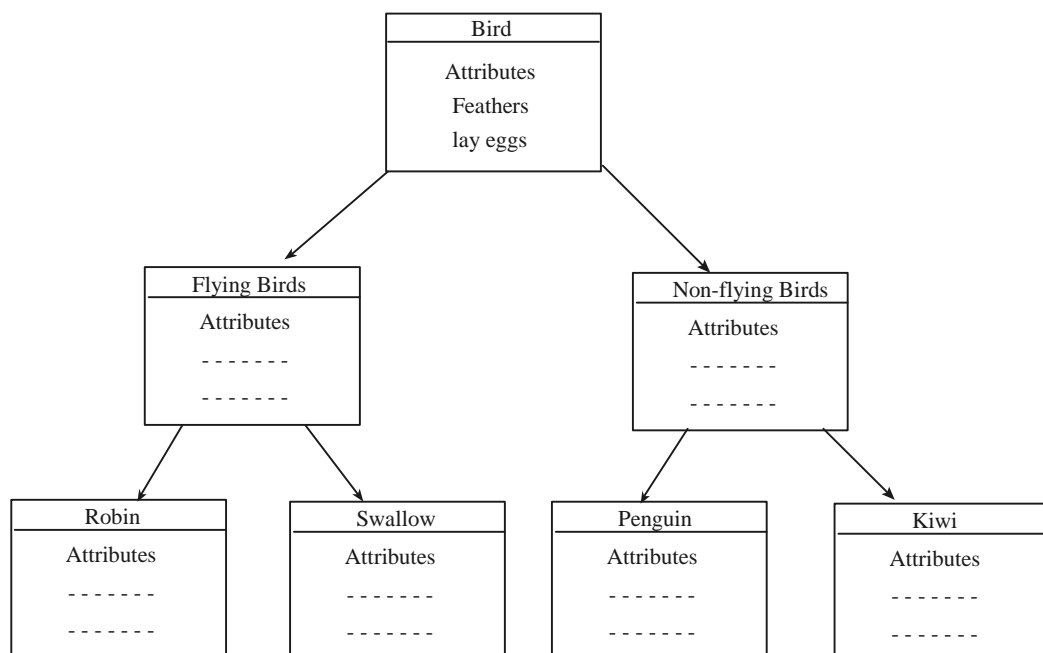 Bird
Attributes
Feathers
lay eggs
Flying Birds
Attributes
- - - - - - -
- - - - - - -
Non-flying Birds
Attributes
- - - - - - -
- - - - - - -
Robin
Attributes
- - - - - - -
- - - - - - -
Swallow
Attributes
- - - - - - -
- - - - - - -
Penguin
Attributes
- - - - - - -
- - - - - - -
Kiwi
Attributes
- - - - - - -
- - - - - - -